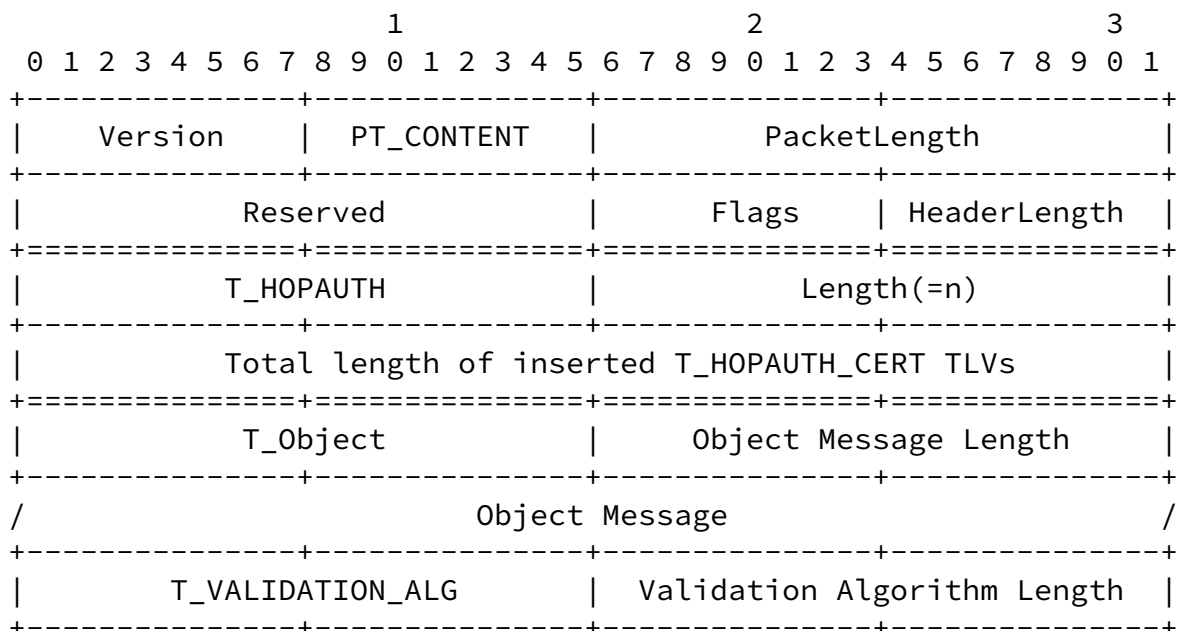 1                   2                   3
 0 1 2 3 4 5 6 7 8 9 0 1 2 3 4 5 6 7 8 9 0 1 2 3 4 5 6 7 8 9 0 1
+---------------+---------------+---------------+---------------+
|    Version    |  PT_CONTENT   |         PacketLength          |
+---------------+---------------+---------------+---------------+
|            Reserved           |      Flags    | HeaderLength  |
+===============+===============+===============+===============+
|           T_HOPAUTH           |           Length(=n)          |
+---------------+---------------+---------------+---------------+
|           Total length of inserted T_HOPAUTH_CERT TLVs        |
+===============+===============+===============+===============+
|            T_Object           |     Object Message Length     |
+---------------+---------------+---------------+---------------+
/                         Object Message                        /
+---------------+---------------+---------------+---------------+
|        T_VALIDATION_ALG       |  Validation Algorithm Length  |
+---------------+---------------+---------------+---------------+